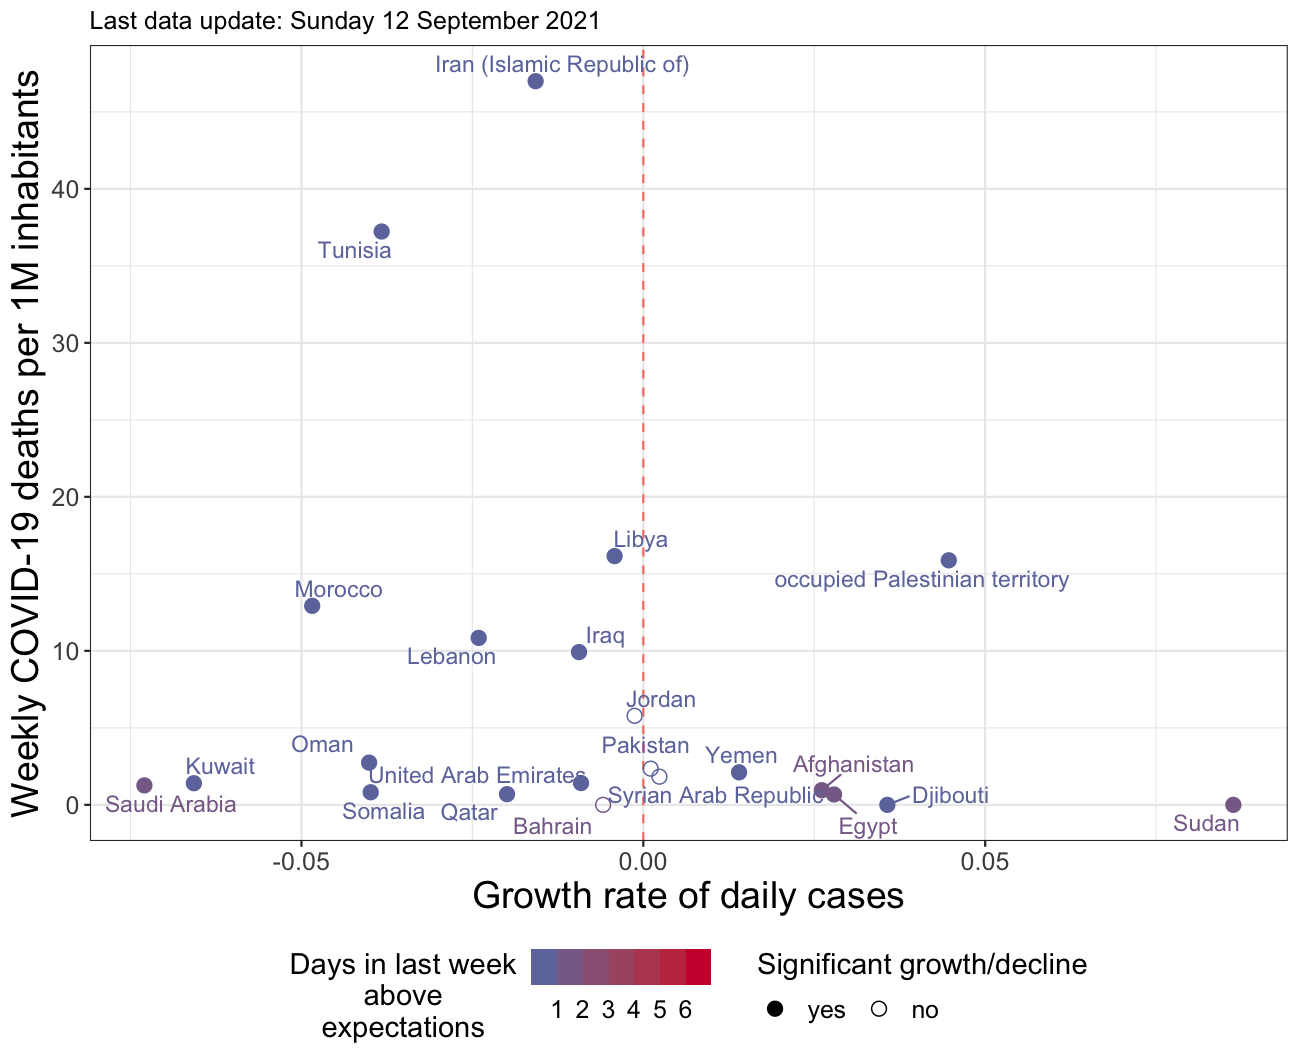 Last data update: Sunday 12 September 2021
Weekly COVID-19 deaths per 1M inhabitants
40
30
20
10
0
Iran (Islamic Republic of)
Tunisia
Libya
occupied Palestinian territory
Morocco
Iraq
Lebanon
Jordan
Oman
Pakistan
Yemen
Kuwait
United Arab Emirates
Afghanistan
Saudi Arabia
Syrian Arab Republic
Djibouti
Somalia
Qatar
Bahrain
Egypt
Sudan
-0.05
0.00
0.05
Growth rate of daily cases
Days in last week
above
expectations
1 2 3 4 5 6
Significant growth/decline
yes
no